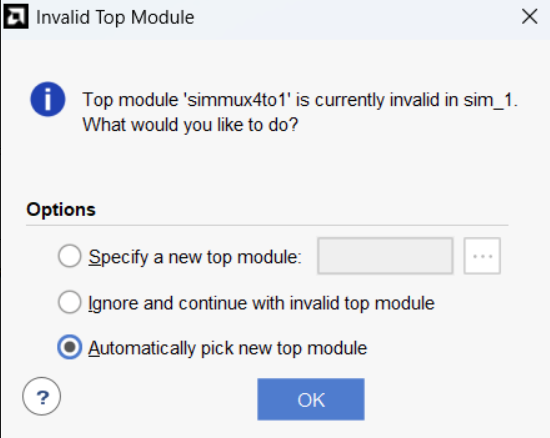 Invalid Top Module
Top module 'simmux4to1' is currently invalid in sim_1.
What would you like to do?
Options
Specify a new top module:
...
Ignore and continue with invalid top module
Automatically pick new top module
?
OK